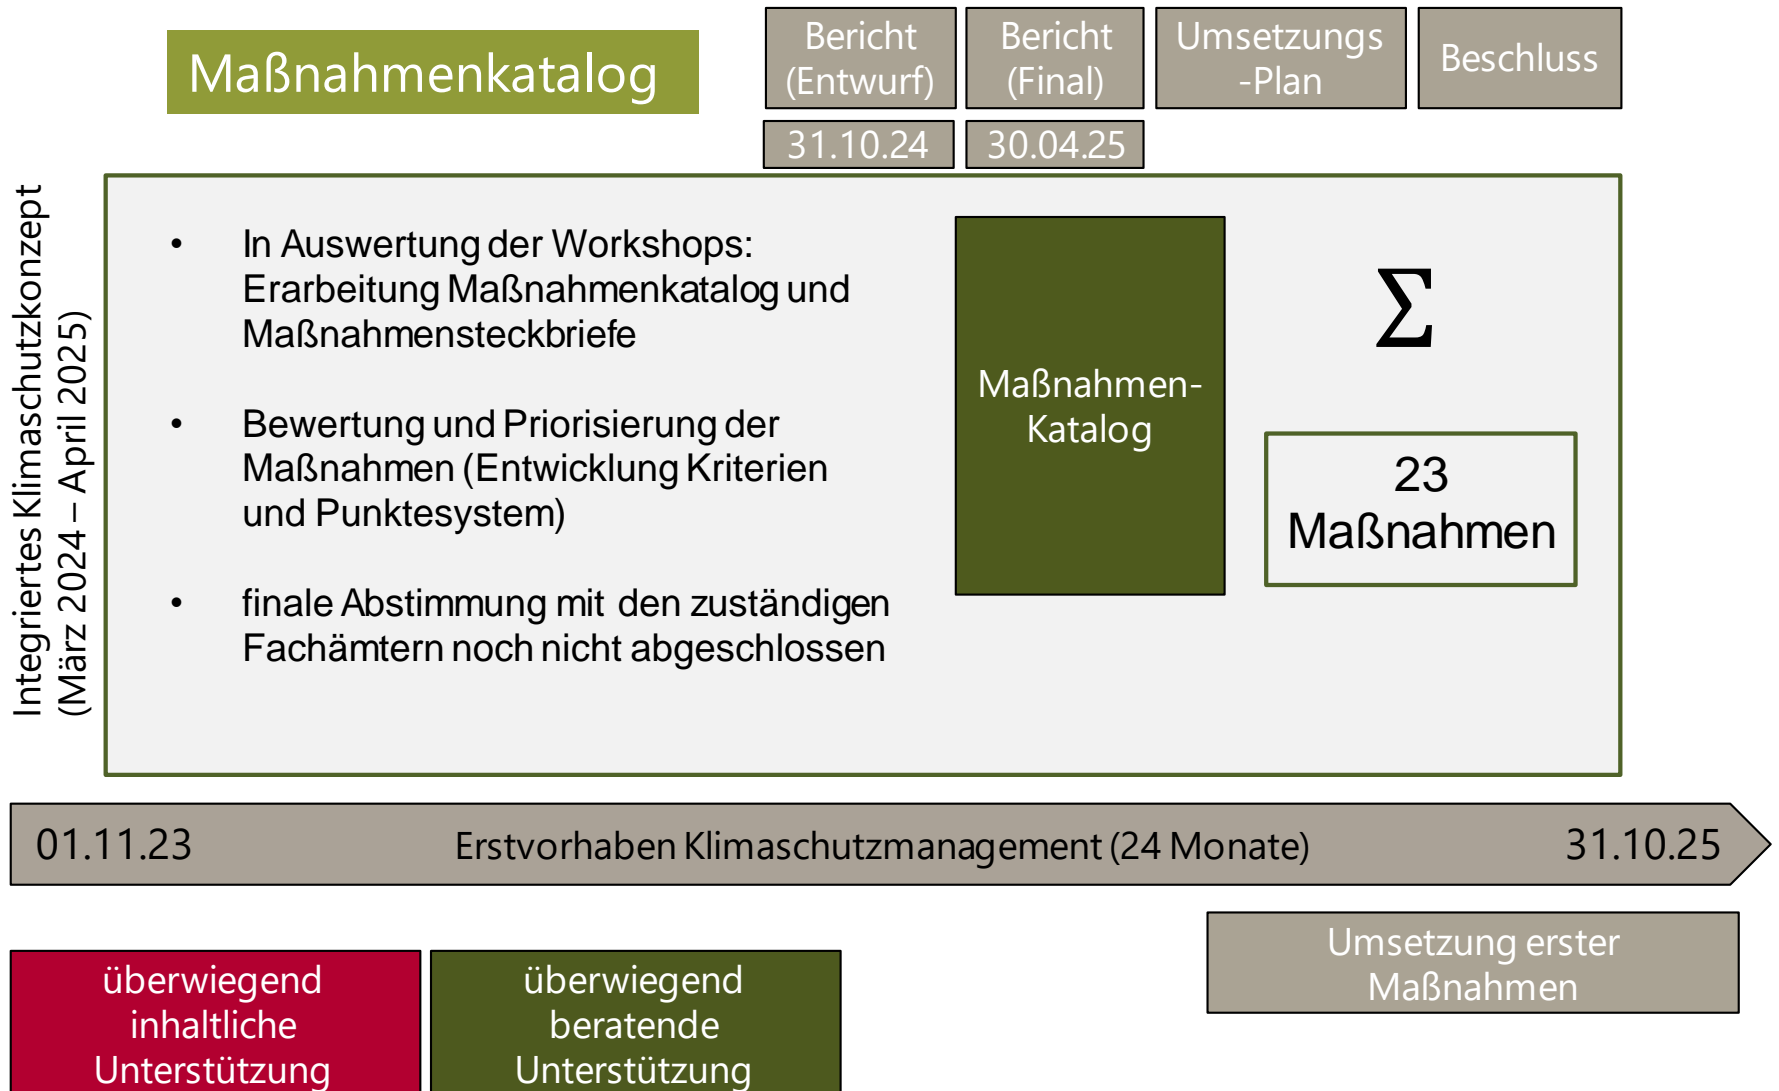 Maßnahmenkatalog
Bericht
(Entwurf)
Bericht
(Final)
Umsetzungs
-Plan
Beschluss
31.10.24
30.04.25
Integriertes Klimaschutzkonzept
(März 2024 – April 2025)
• In Auswertung der Workshops:
Erarbeitung Maßnahmenkatalog und
Maßnahmensteckbriefe
• Bewertung und Priorisierung der
Maßnahmen (Entwicklung Kriterien
und Punktesystem)
• finale Abstimmung mit den zuständigen
Fachämtern noch nicht abgeschlossen
Maßnahmen-
Katalog
∑
23
Maßnahmen
01.11.23 Erstvorhaben Klimaschutzmanagement (24 Monate) 31.10.25
Umsetzung erster
Maßnahmen
überwiegend
inhaltliche
Unterstützung
überwiegend
beratende
Unterstützung